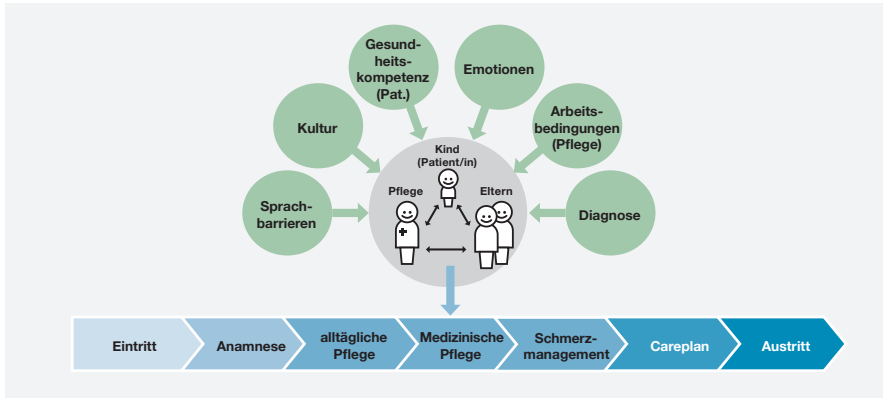 Gesund-
heits-
kompetenz
(Pat.)
Emotionen
Kultur
Arbeits-
bedingungen
(Pflege)
Sprach-
barrieren
Diagnose
Kind
(Patient/in)
Pflege
Eltern
Eintritt
Anamnese
alltägliche
Pflege
Medizinische
Pflege
Schmerz-
management
Careplan
Austritt